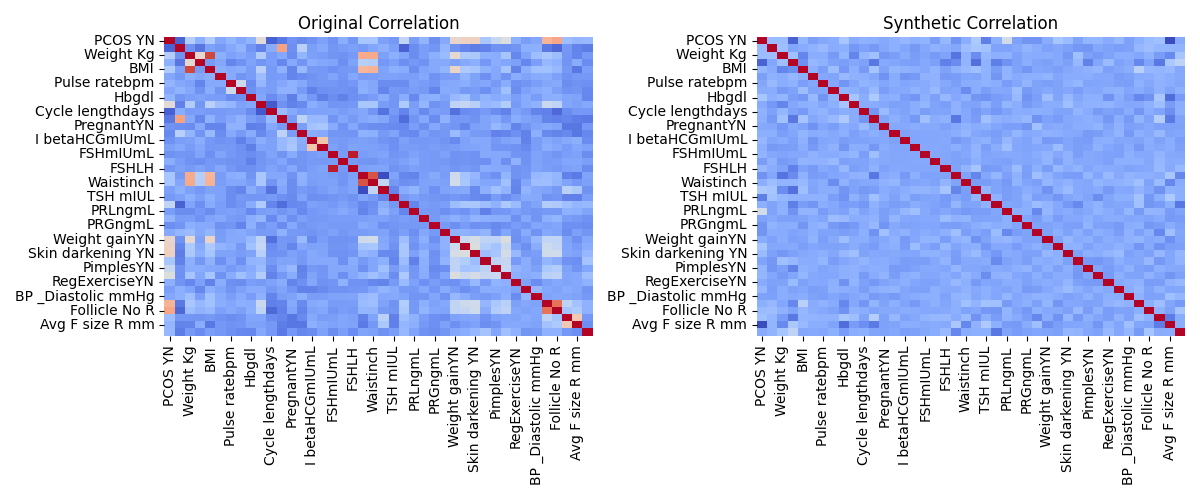 Original Correlation
PCOS YN
Weight Kg
BMI
Pulse ratebpm
Hbgdl
Cycle lengthdays
PregnantYN
I betaHCGmIUmL
FSHmIUmL
FSHLH
Waistinch
TSH mIUL
PRLngmL
PRGngmL
Weight gainYN
Skin darkening YN
PimplesYN
RegExerciseYN
BP _Diastolic mmHg
Follicle No R
Avg F size R mm
PCOS YN
Weight Kg
BMI
Pulse ratebpm
Hbgdl
Cycle lengthdays
PregnantYN
I betaHCGmIUmL
FSHmIUmL
FSHLH
Waistinch
TSH mIUL
PRLngmL
PRGngmL
Weight gainYN
Skin darkening YN
PimplesYN
RegExerciseYN
BP _Diastolic mmHg
Follicle No R
Avg F size R mm
Synthetic Correlation
PCOS YN
Weight Kg
BMI
Pulse ratebpm
Hbgdl
Cycle lengthdays
PregnantYN
I betaHCGmIUmL
FSHmIUmL
FSHLH
Waistinch
TSH mIUL
PRLngmL
PRGngmL
Weight gainYN
Skin darkening YN
PimplesYN
RegExerciseYN
BP _Diastolic mmHg
Follicle No R
Avg F size R mm
PCOS YN
Weight Kg
BMI
Pulse ratebpm
Hbgdl
Cycle lengthdays
PregnantYN
I betaHCGmIUmL
FSHmIUmL
FSHLH
Waistinch
TSH mIUL
PRLngmL
PRGngmL
Weight gainYN
Skin darkening YN
PimplesYN
RegExerciseYN
BP _Diastolic mmHg
Follicle No R
Avg F size R mm